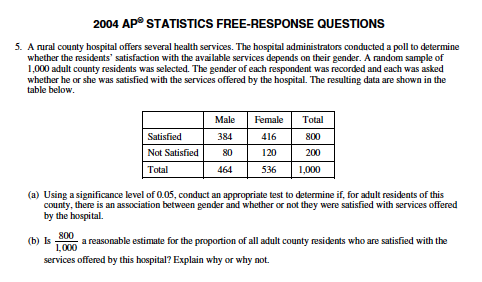 2004 AP® STATISTICS FREE-RESPONSE QUESTIONS
5. A rural county hospital offers several health services. The hospital administrators conducted a poll to determine
whether the residents' satisfaction with the available services depends on their gender. A random sample of
1,000 adult county residents was selected. The gender of each respondent was recorded and each was asked
whether he or she was satisfied with the services offered by the hospital. The resulting data are shown in the
table below.
Male Female Total
Satisfied 384 416 800
Not Satisfied 80 120 200
Total 464 536 1,000
(a) Using a significance level of 0.05, conduct an appropriate test to determine if, for adult residents of this
county, there is an association between gender and whether or not they were satisfied with services offered
by the hospital.
(b) Is 800/1,000 a reasonable estimate for the proportion of all adult county residents who are satisfied with the
services offered by this hospital? Explain why or why not.